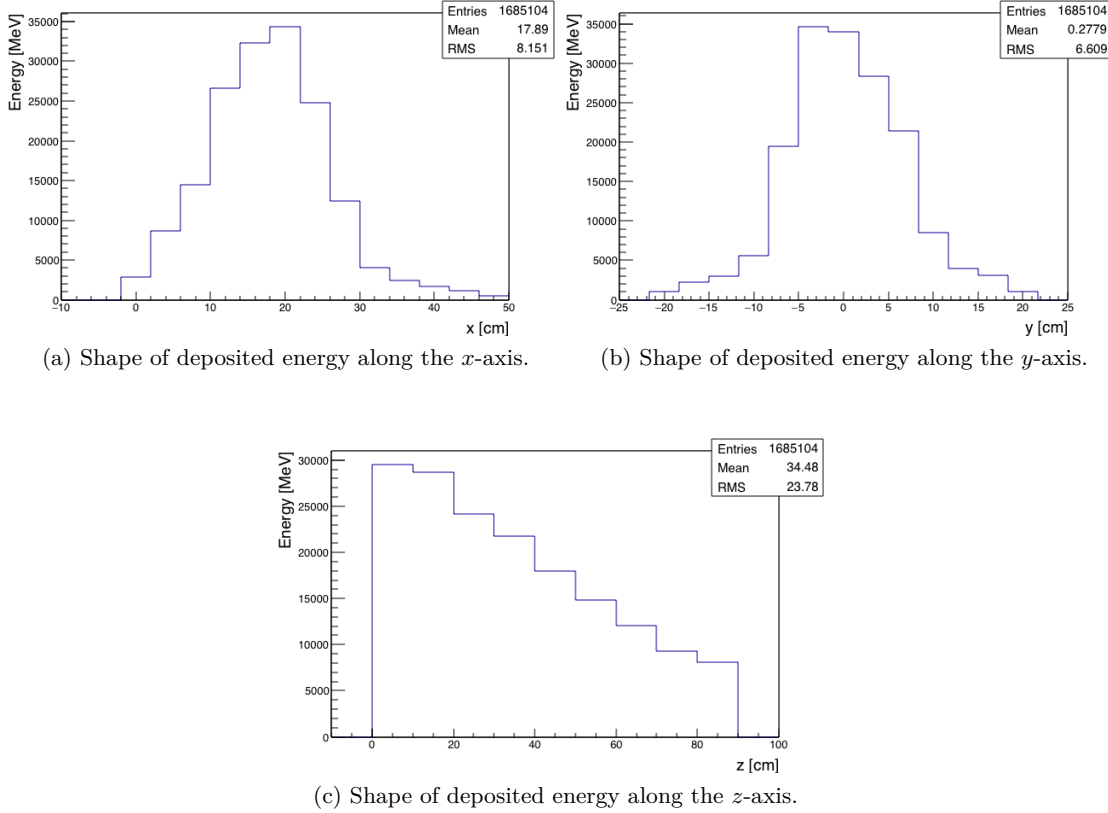 Entries 1685104
Mean 17.89
RMS 8.151
Energy [MeV]
35000
30000
25000
20000
15000
10000
5000
0
−10 0 10 20 30 40 50
x [cm]
(a) Shape of deposited energy along the x-axis.
Entries 1685104
Mean 0.2779
RMS 6.609
Energy [MeV]
35000
30000
25000
20000
15000
10000
5000
0
−25 −20 −15 −10 −5 0 5 10 15 20 25
y [cm]
(b) Shape of deposited energy along the y-axis.
Entries 1685104
Mean 34.48
RMS 23.78
Energy [MeV]
30000
25000
20000
15000
10000
5000
0
0 20 40 60 80 100
z [cm]
(c) Shape of deposited energy along the z-axis.